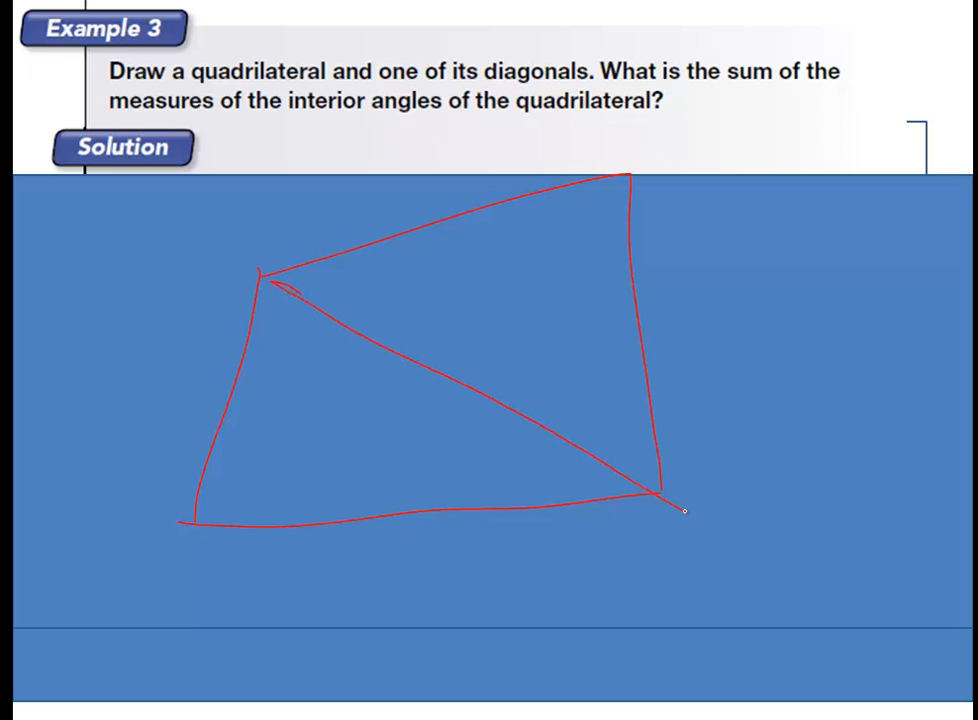 Example 3
Draw a quadrilateral and one of its diagonals. What is the sum of the
measures of the interior angles of the quadrilateral?
Solution